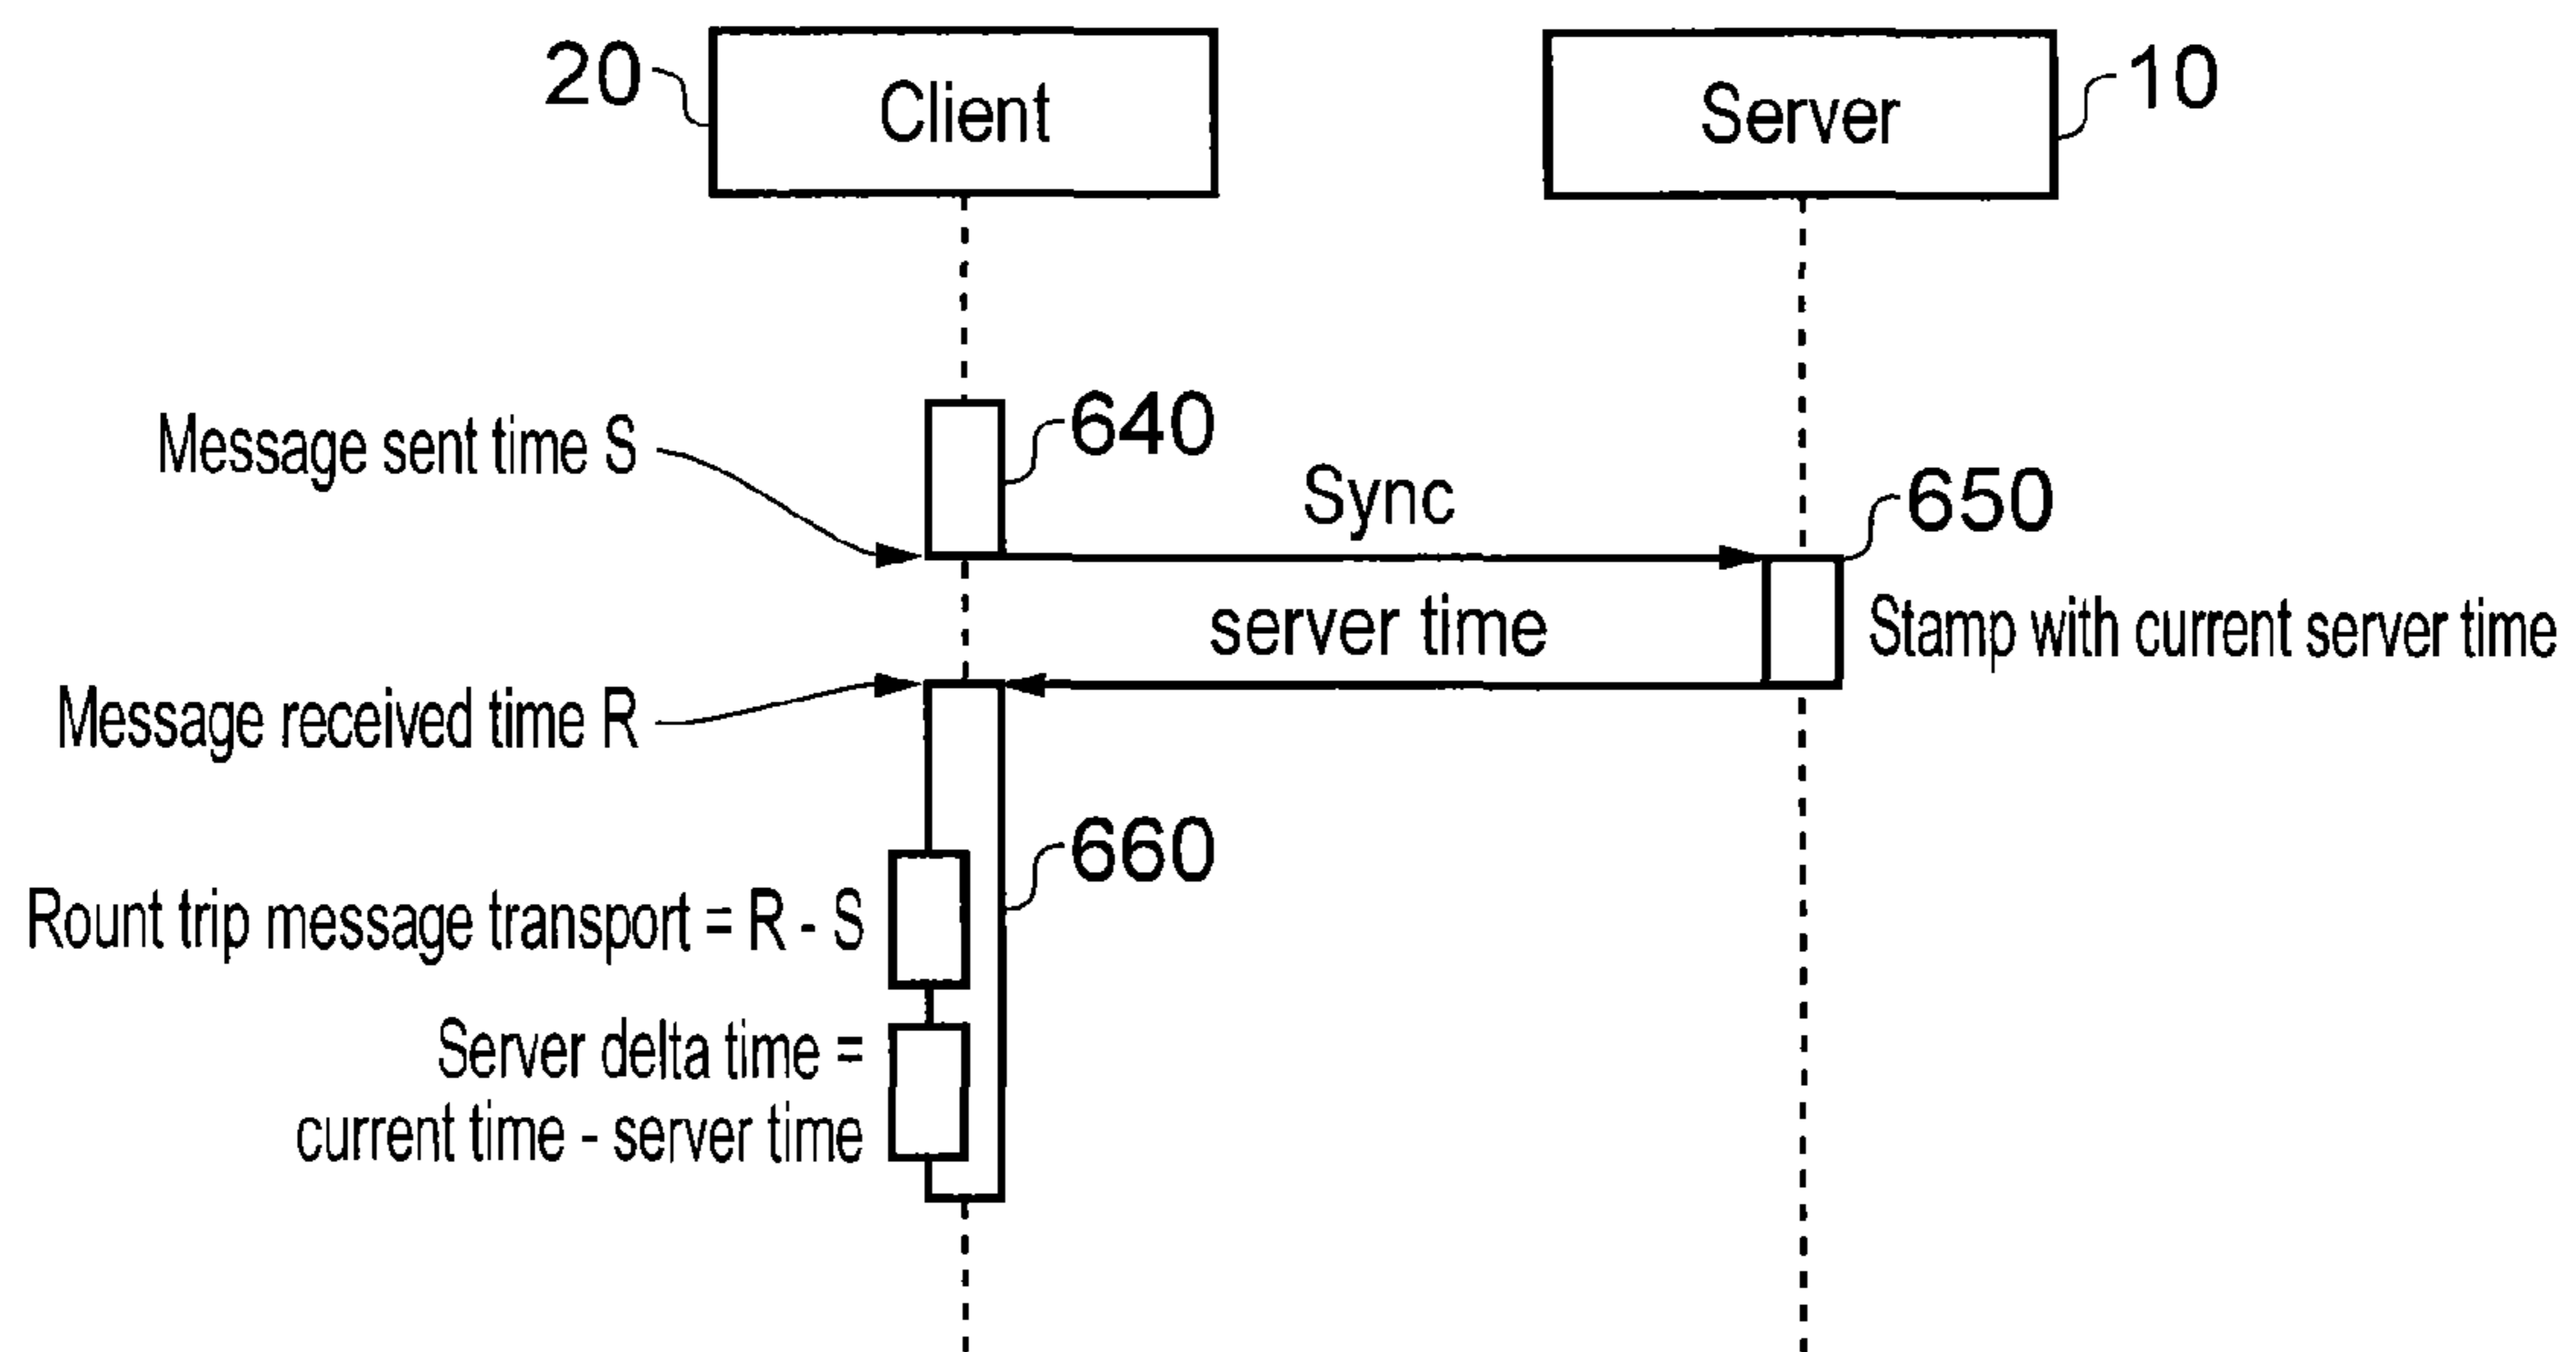 20
Client
Server
10
Message sent time S
640
Sync
650
server time
Stamp with current server time
Message received time R
660
Rount trip message transport = R - S
Server delta time =
current time - server time